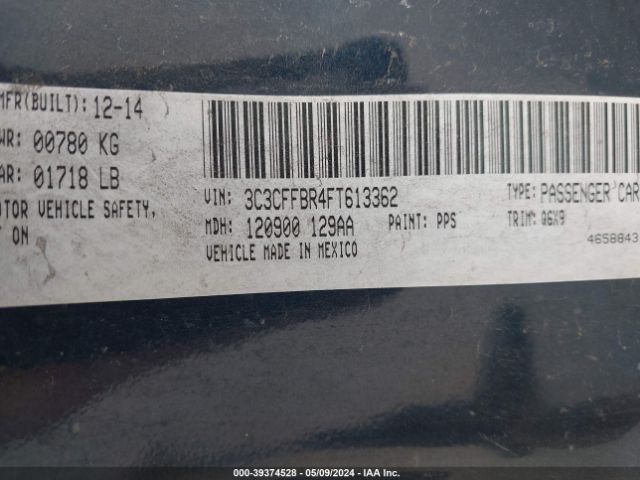 MFR(BUILT): 12-14
WR: 00780 KG
AR: 01718 LB
OTOR VEHICLE SAFETY,
T ON
VIN: 3C3CFFBR4FT613362 TYPE: PASSENGER CAR
MDH: 120900 129AA PAINT: PPS TRIM: Q6X9
VEHICLE MADE IN MEXICO 4658843
000-39374528 - 05/09/2024 - IAA Inc.